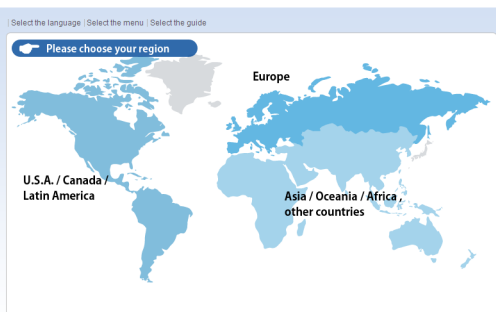 | Select the language | Select the menu | Select the guide
Please choose your region
Europe
U.S.A. / Canada /
Latin America
Asia / Oceania / Africa ,
other countries